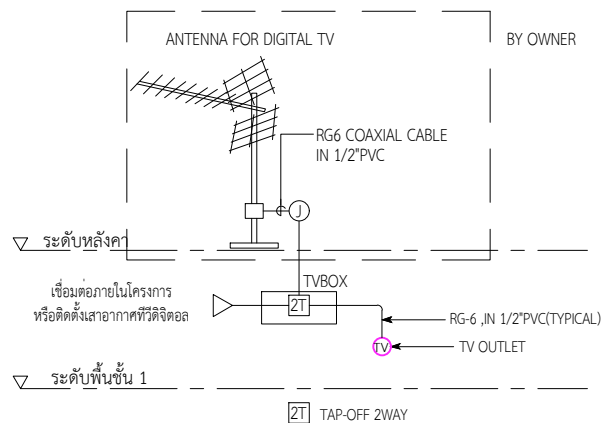 ANTENNA FOR DIGITAL TV
BY OWNER
RG6 COAXIAL CABLE
IN 1/2"PVC
J
ระดับหลังคา
TVBOX
เชื่อมต่อภายในโครงการ
หรือติดตั้งเสาอากาศทีวีดิจิตอล
2T
RG-6 ,IN 1/2"PVC(TYPICAL)
TV
TV OUTLET
ระดับพื้นชั้น 1
2T TAP-OFF 2WAY